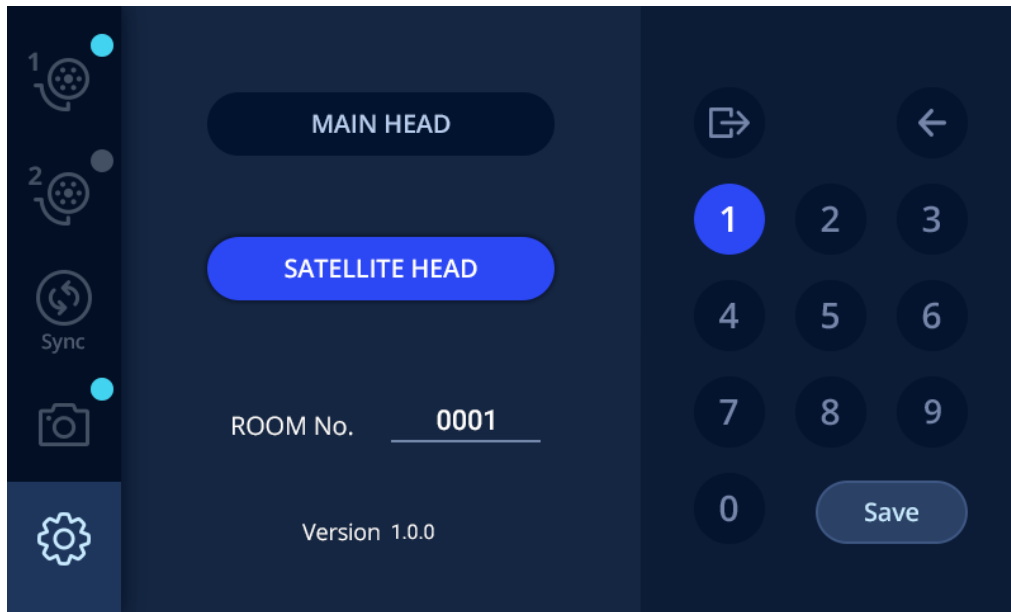 1
2
Sync
MAIN HEAD
SATELLITE HEAD
ROOM No. 0001
Version 1.0.0
1 2 3
4 5 6
7 8 9
0 Save